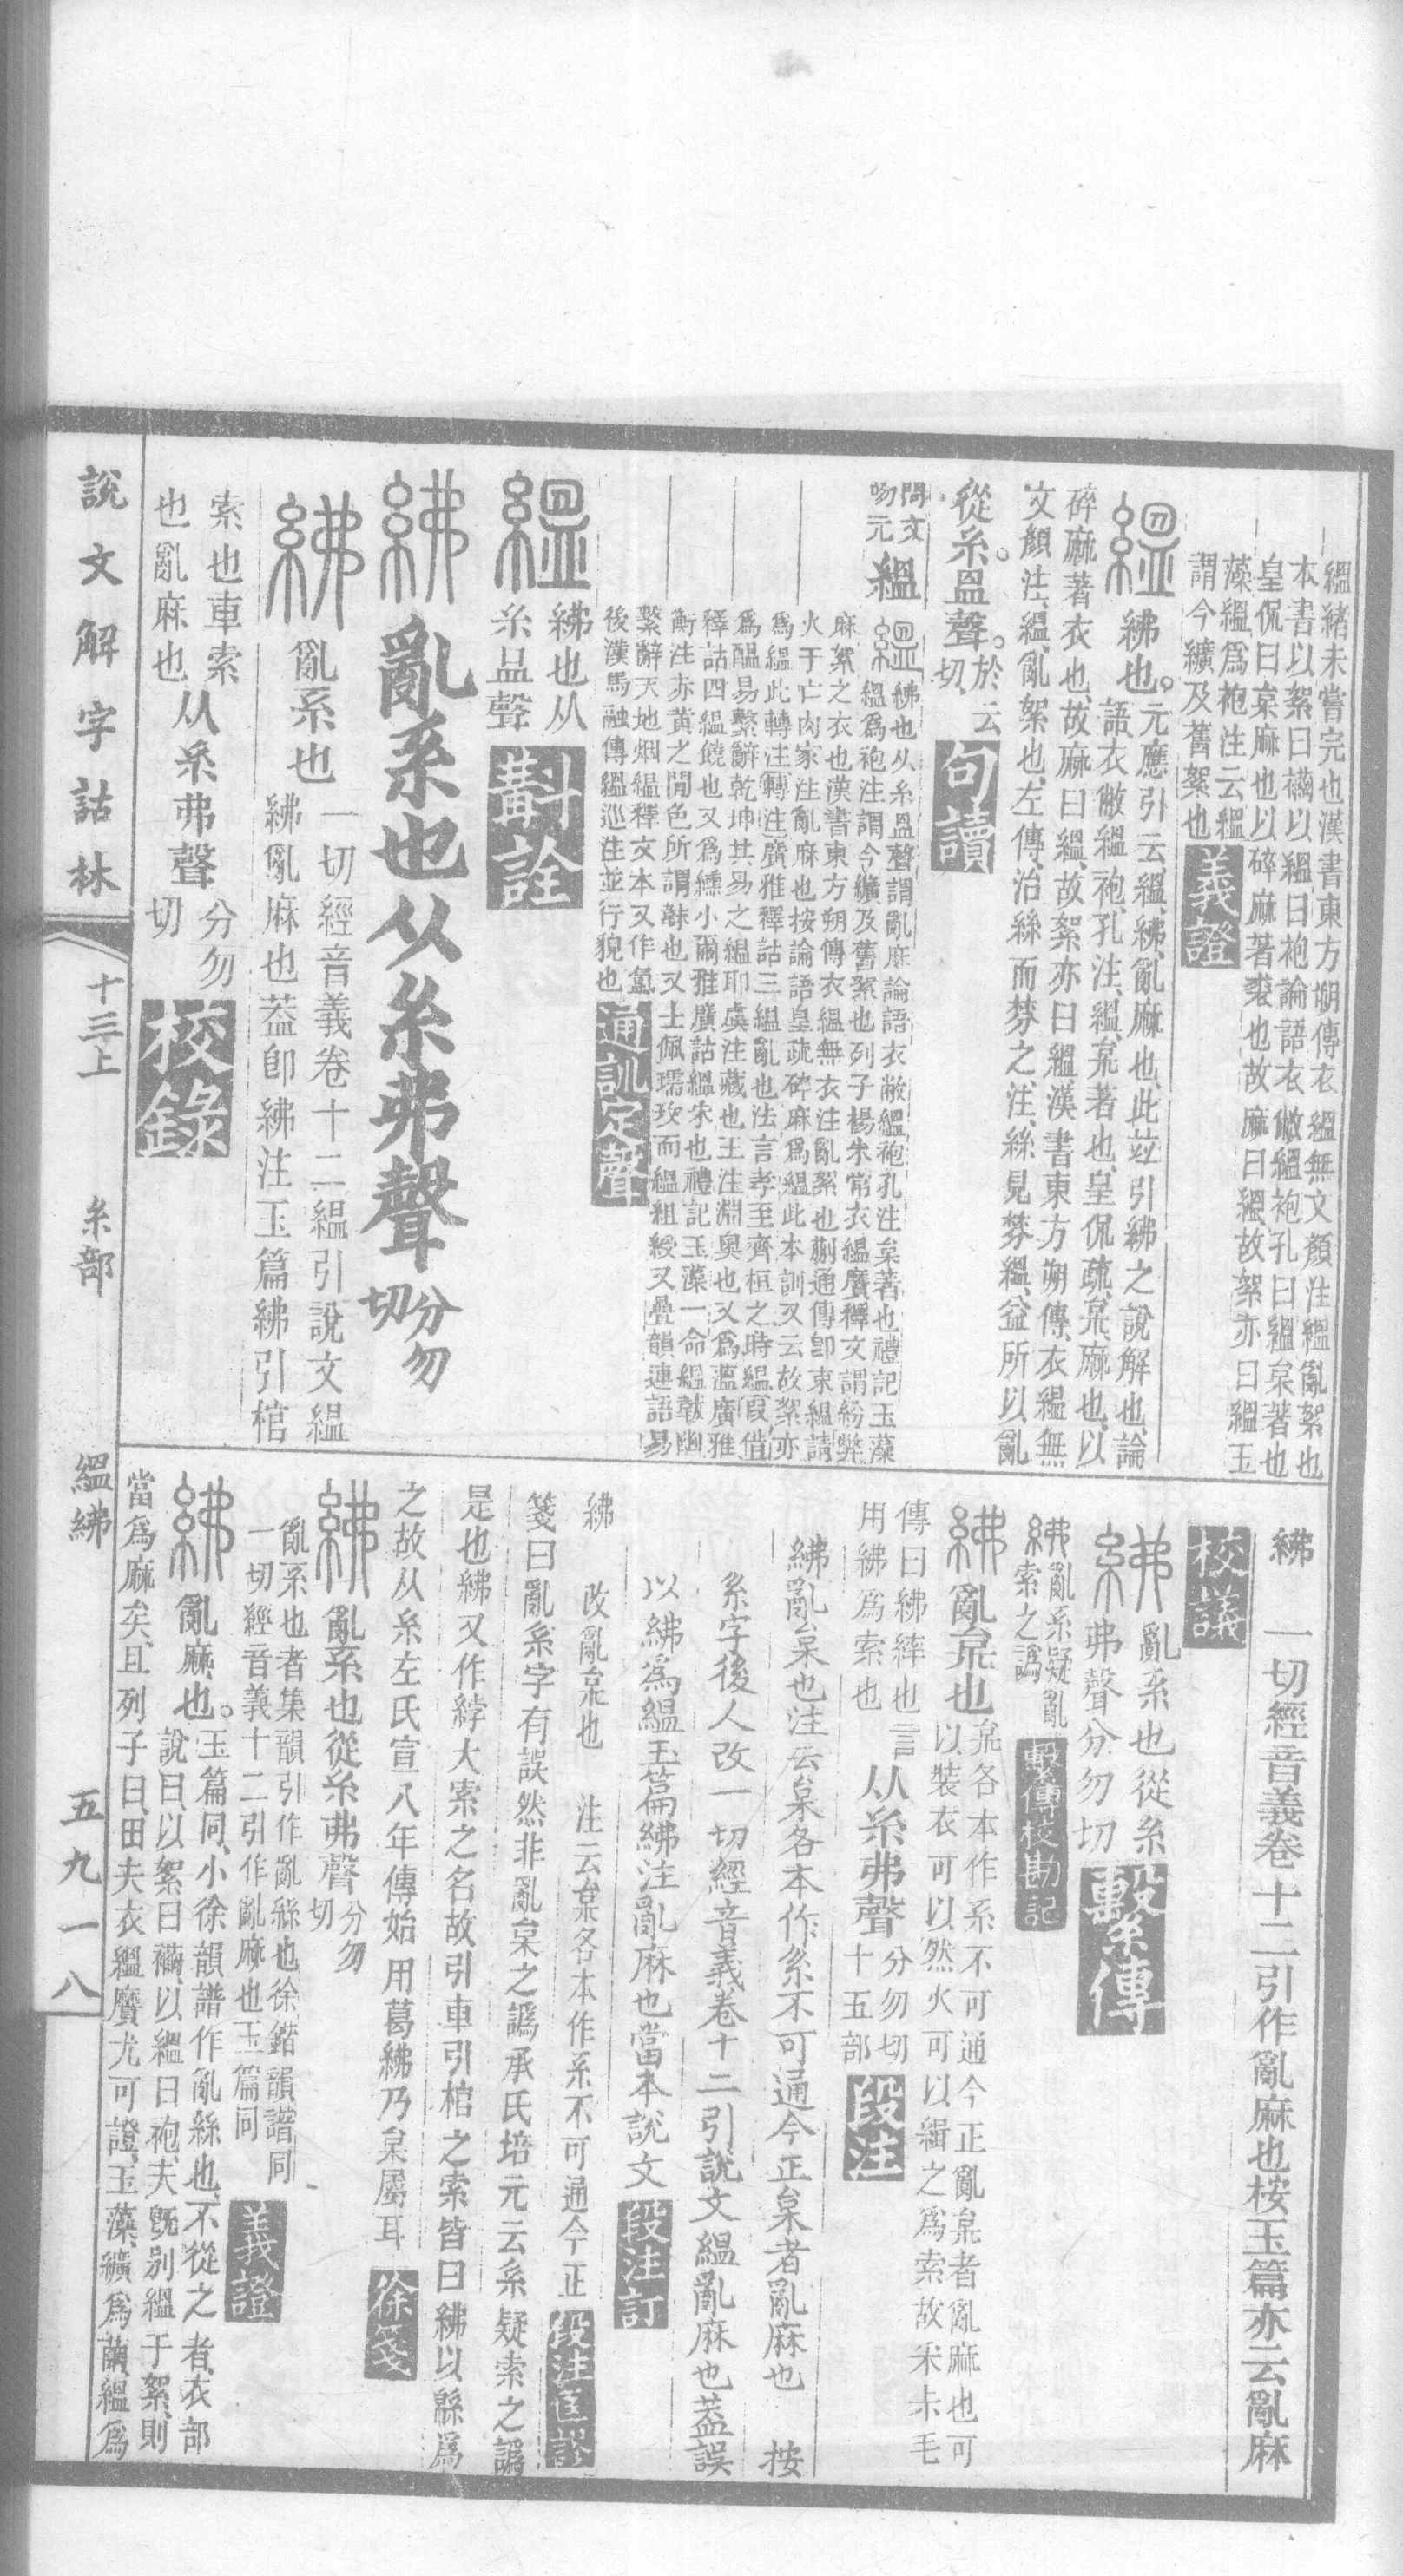 縕緒未嘗完也漢書東方朔傳衣縕無文顏注縕亂絮也
本書以絮曰襺以縕曰袍論語衣敝縕袍孔曰縕枲著也
皇侃曰枲麻也以碎麻著裘也故麻曰縕故絮亦曰縕玉
藻縕爲袍注云縕
謂今纊及舊絮也 義證
縕 紼也。元應引云、縕、紼、亂麻也、此竝引紼之說解也、論
語、衣敝縕袍、孔注、縕、枲著也、皇侃疏、枲、麻也、以
碎麻著衣也、故麻曰縕、故絮亦曰縕、漢書東方朔傳、衣縕無
文、顏注、縕、亂絮也、左傳、治絲而棼之、注、絲見棼縕、益所以亂
從糸。𥁕聲。於云切、 句讀
問文
吻元 縕 縕 紼也从糸𥁕聲謂亂麻論語衣敝縕袍孔注枲著也禮記玉藻
縕爲袍注謂今纊及舊絮也列子楊朱常衣縕黂釋文謂紛弊
麻絮之衣也漢書東方朔傳衣縕無衣注亂絮也蒯通傳卽束縕請
火于亡肉家注亂麻也按論語皇疏碎麻爲縕此本訓又云故絮亦
爲縕此轉注轉注廣雅釋詁三縕亂也法言孝至齊桓之時縕假借
爲醞易繫辭乾坤其易之縕耶虞注藏也王注淵奧也又爲溫廣雅
釋詁四縕饒也又爲纁小爾雅廣詁縕朱也禮記玉藻一命縕韍幽
衡注赤黃之閒色所謂韎也又士佩瓀玟而縕組綬又疊韻連語易
繫辭天地烟縕釋文本又作氳
後漢馬融傳縕巡注並行貌也 通訓定聲
縕 紼也从
糸𥁕聲 斠詮
紼 亂系也从糸弗聲 分勿切
紼 亂系也 一切經音義卷十二縕引說文縕
紼亂麻也葢卽紼注玉篇紼引棺
索也車索
也亂麻也 从糸弗聲 分勿切 校錄
紼 一切經音義卷十二引作亂麻也桉玉篇亦云亂麻
校議
紼 亂系也從糸
弗聲分勿切 繫傳
紼 亂系疑亂
索之譌 繫傳校勘記
紼 亂枲也 枲各本作系不可通今正亂枲者亂麻也可
以裝衣可以然火可以緝之爲索故釆尗毛
傳曰紼繂也言
用紼爲索也 从糸弗聲 分勿切
十五部 段注
紼亂枲也注云枲各本作系不可通今正枲者亂麻也 按
系字後人改一切經音義卷十二引說文縕亂麻也葢誤
以紼爲縕玉篇紼注亂麻也當本說文 段注訂
紼 改亂枲也 注云枲各本作系不可通今正 段注匡謬
箋曰亂系字有誤然非亂枲之譌承氏培元云系疑索之譌
是也紼又作綍大索之名故引車引棺之索皆曰紼以緜爲
之故从糸左氏宣八年傳始用葛紼乃枲屬耳 徐箋
紼 亂系也從糸弗聲 分勿切
亂系也者集韻引作亂絲也徐鍇韻譜同
一切經音義十二引作亂麻也玉篇同 義證
紼 亂麻也。玉篇同、小徐韻譜作亂絲也、不從之者、衣部
說曰、以絮曰襺、以縕曰袍、夫旣別縕于絮、則
當爲麻矣、且列子曰、田夫衣縕黂、尤可證、玉藻、纊爲繭、縕爲
說文解字詁林 十三上 糸部 縕紼 五九一八